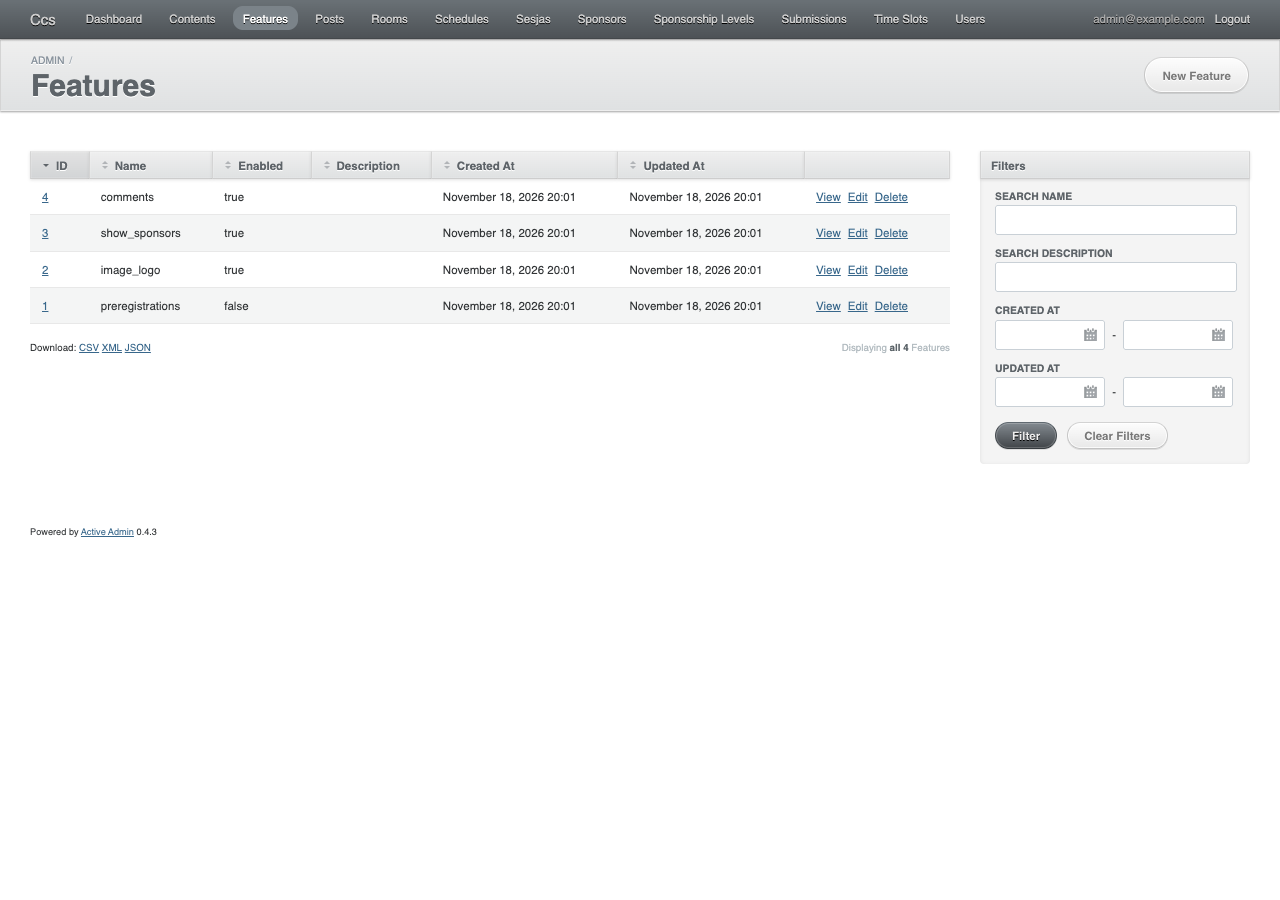 Ccs Dashboard Contents Features Posts Rooms Schedules Sesjas Sponsors Sponsorship Levels Submissions Time Slots Users admin@example.com Logout
ADMIN /
Features
New Feature
ID Name Enabled Description Created At Updated At
4 comments true November 18, 2026 20:01 November 18, 2026 20:01 View Edit Delete
3 show_sponsors true November 18, 2026 20:01 November 18, 2026 20:01 View Edit Delete
2 image_logo true November 18, 2026 20:01 November 18, 2026 20:01 View Edit Delete
1 preregistrations false November 18, 2026 20:01 November 18, 2026 20:01 View Edit Delete
Download: CSV XML JSON
Displaying all 4 Features
Filters
SEARCH NAME
SEARCH DESCRIPTION
CREATED AT
-
UPDATED AT
-
Filter Clear Filters
Powered by Active Admin 0.4.3